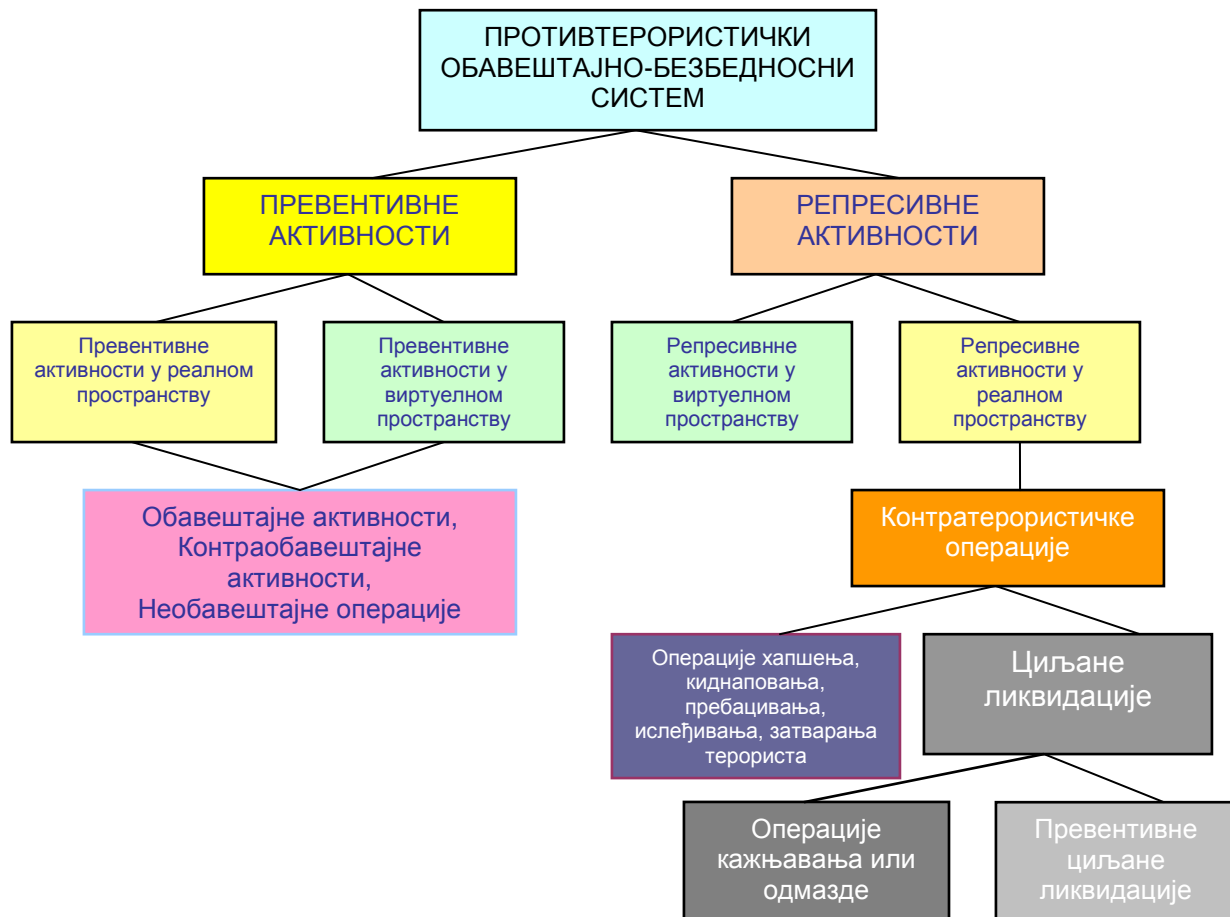 ПРОТИВТЕРОРИСТИЧКИ
ОБАВЕШТАЈНО-БЕЗБЕДНОСНИ
СИСТЕМ
ПРЕВЕНТИВНЕ
АКТИВНОСТИ
РЕПРЕСИВНЕ
АКТИВНОСТИ
Превентивне
активности у реалном
пространству
Превентивне
активности у
виртуелном
пространству
Репресивнне
активности у
виртуелном
пространству
Репресивне
активности у
реалном
пространству
Обавештајне активности,
Контраобавештајне
активности,
Необавештајне операције
Контратерористичке
операције
Операције хапшења,
киднаповања,
пребацивања,
ислеђивања, затварања
терориста
Циљане
ликвидације
Операције
кажњавања или
одмазде
Превентивне
циљане
ликвидације